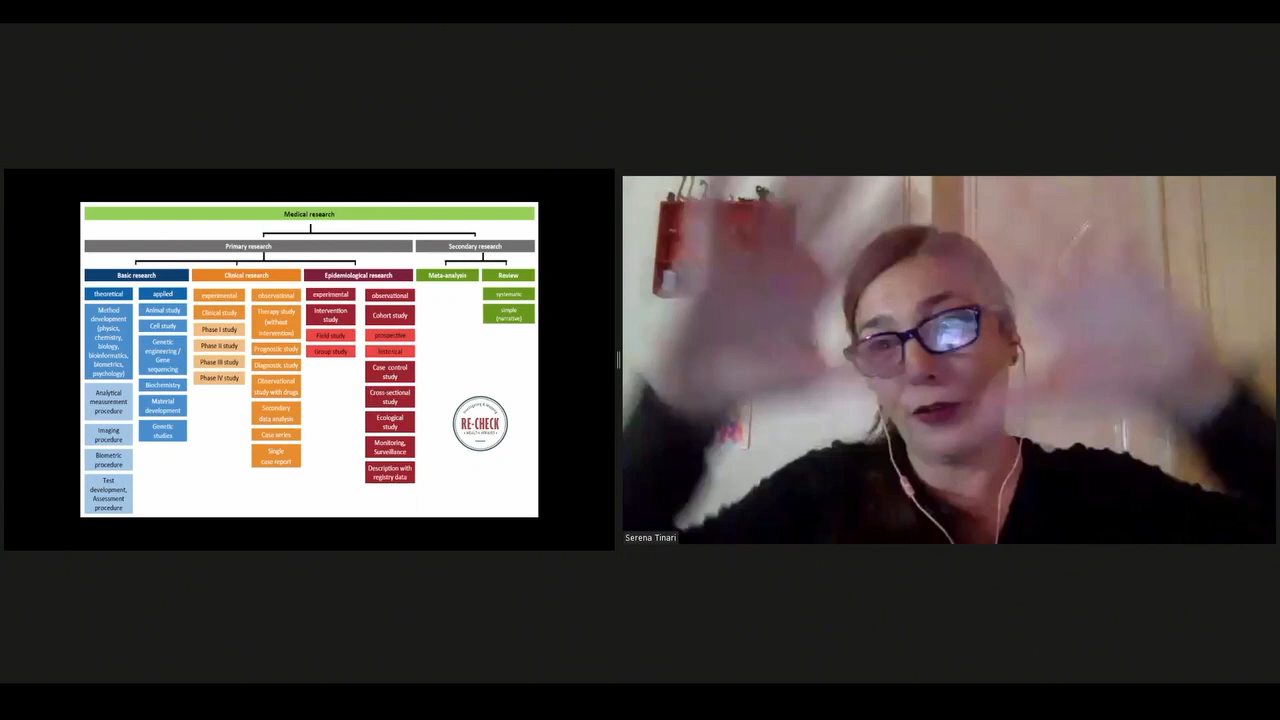 Medical research
Primary research
Secondary research
Basic research
Clinical research
Epidemiological research
Meta-analysis
Review
theoretical
Method
development
(physics,
chemistry,
biology,
bioinformatics,
biometrics,
psychology)
Analytical
measurement
procedure
Imaging
procedure
Biometric
procedure
Test
development,
Assessment
procedure
applied
Animal study
Cell study
Genetic
engineering /
Gene
sequencing
Biochemistry
Material
development
Genetic
studies
experimental
Clinical study
Phase I study
Phase II study
Phase III study
Phase IV study
observational
Therapy study
(without
intervention)
Prognostic study
Diagnostic study
Observational
study with drugs
Secondary
data analysis
Case series
Single
case report
experimental
Intervention
study
Field study
Group study
observational
Cohort study
prospective
historical
Case control
study
Cross-sectional
study
Ecological
study
Monitoring,
Surveillance
Description with
registry data
systematic
simple
(narrative)
RE-CHECK
Serena Tinari